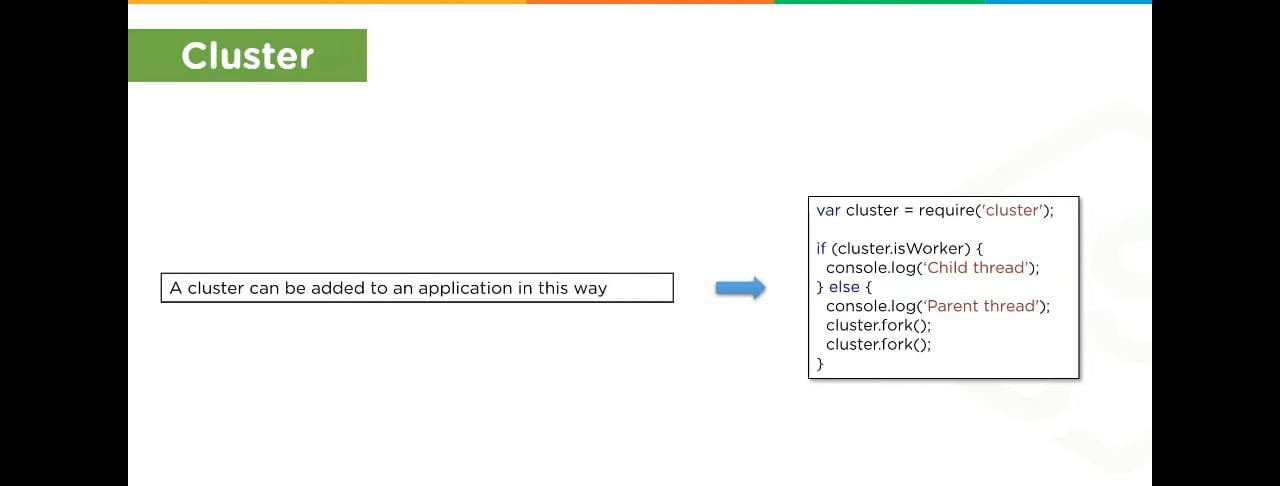 Cluster
A cluster can be added to an application in this way
var cluster = require('cluster');
if (cluster.isWorker) {
console.log(‘Child thread’);
} else {
console.log(‘Parent thread');
cluster.fork();
cluster.fork();
}